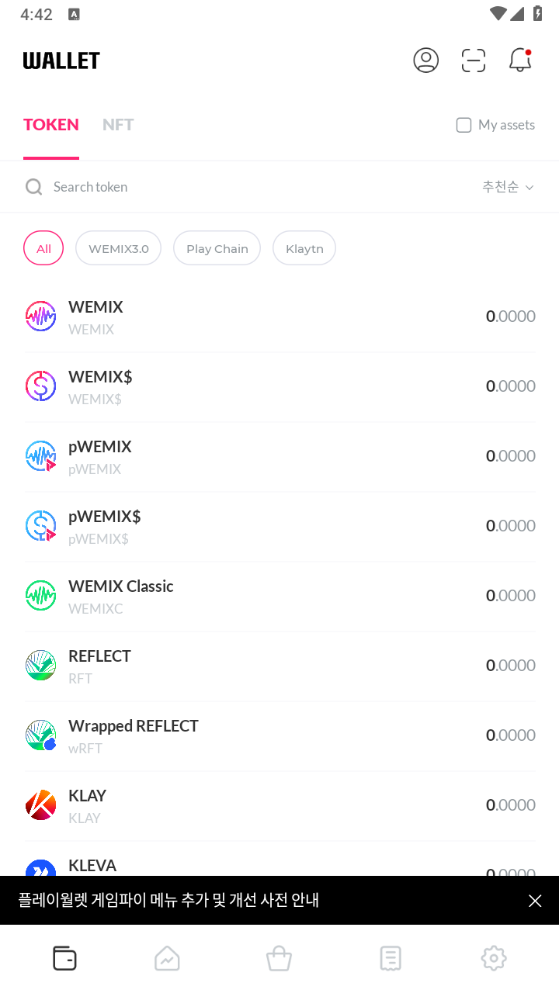 4:42 A
WALLET
TOKEN NFT My assets
Search token 추천순
All WEMIX3.0 Play Chain Klaytn
WEMIX
WEMIX
0.0000
WEMIX$
WEMIX$
0.0000
pWEMIX
pWEMIX
0.0000
pWEMIX$
pWEMIX$
0.0000
WEMIX Classic
WEMIXC
0.0000
REFLECT
RFT
0.0000
Wrapped REFLECT
wRFT
0.0000
KLAY
KLAY
0.0000
KLEVA
0.0000
플레이월렛 게임파이 메뉴 추가 및 개선 사전 안내